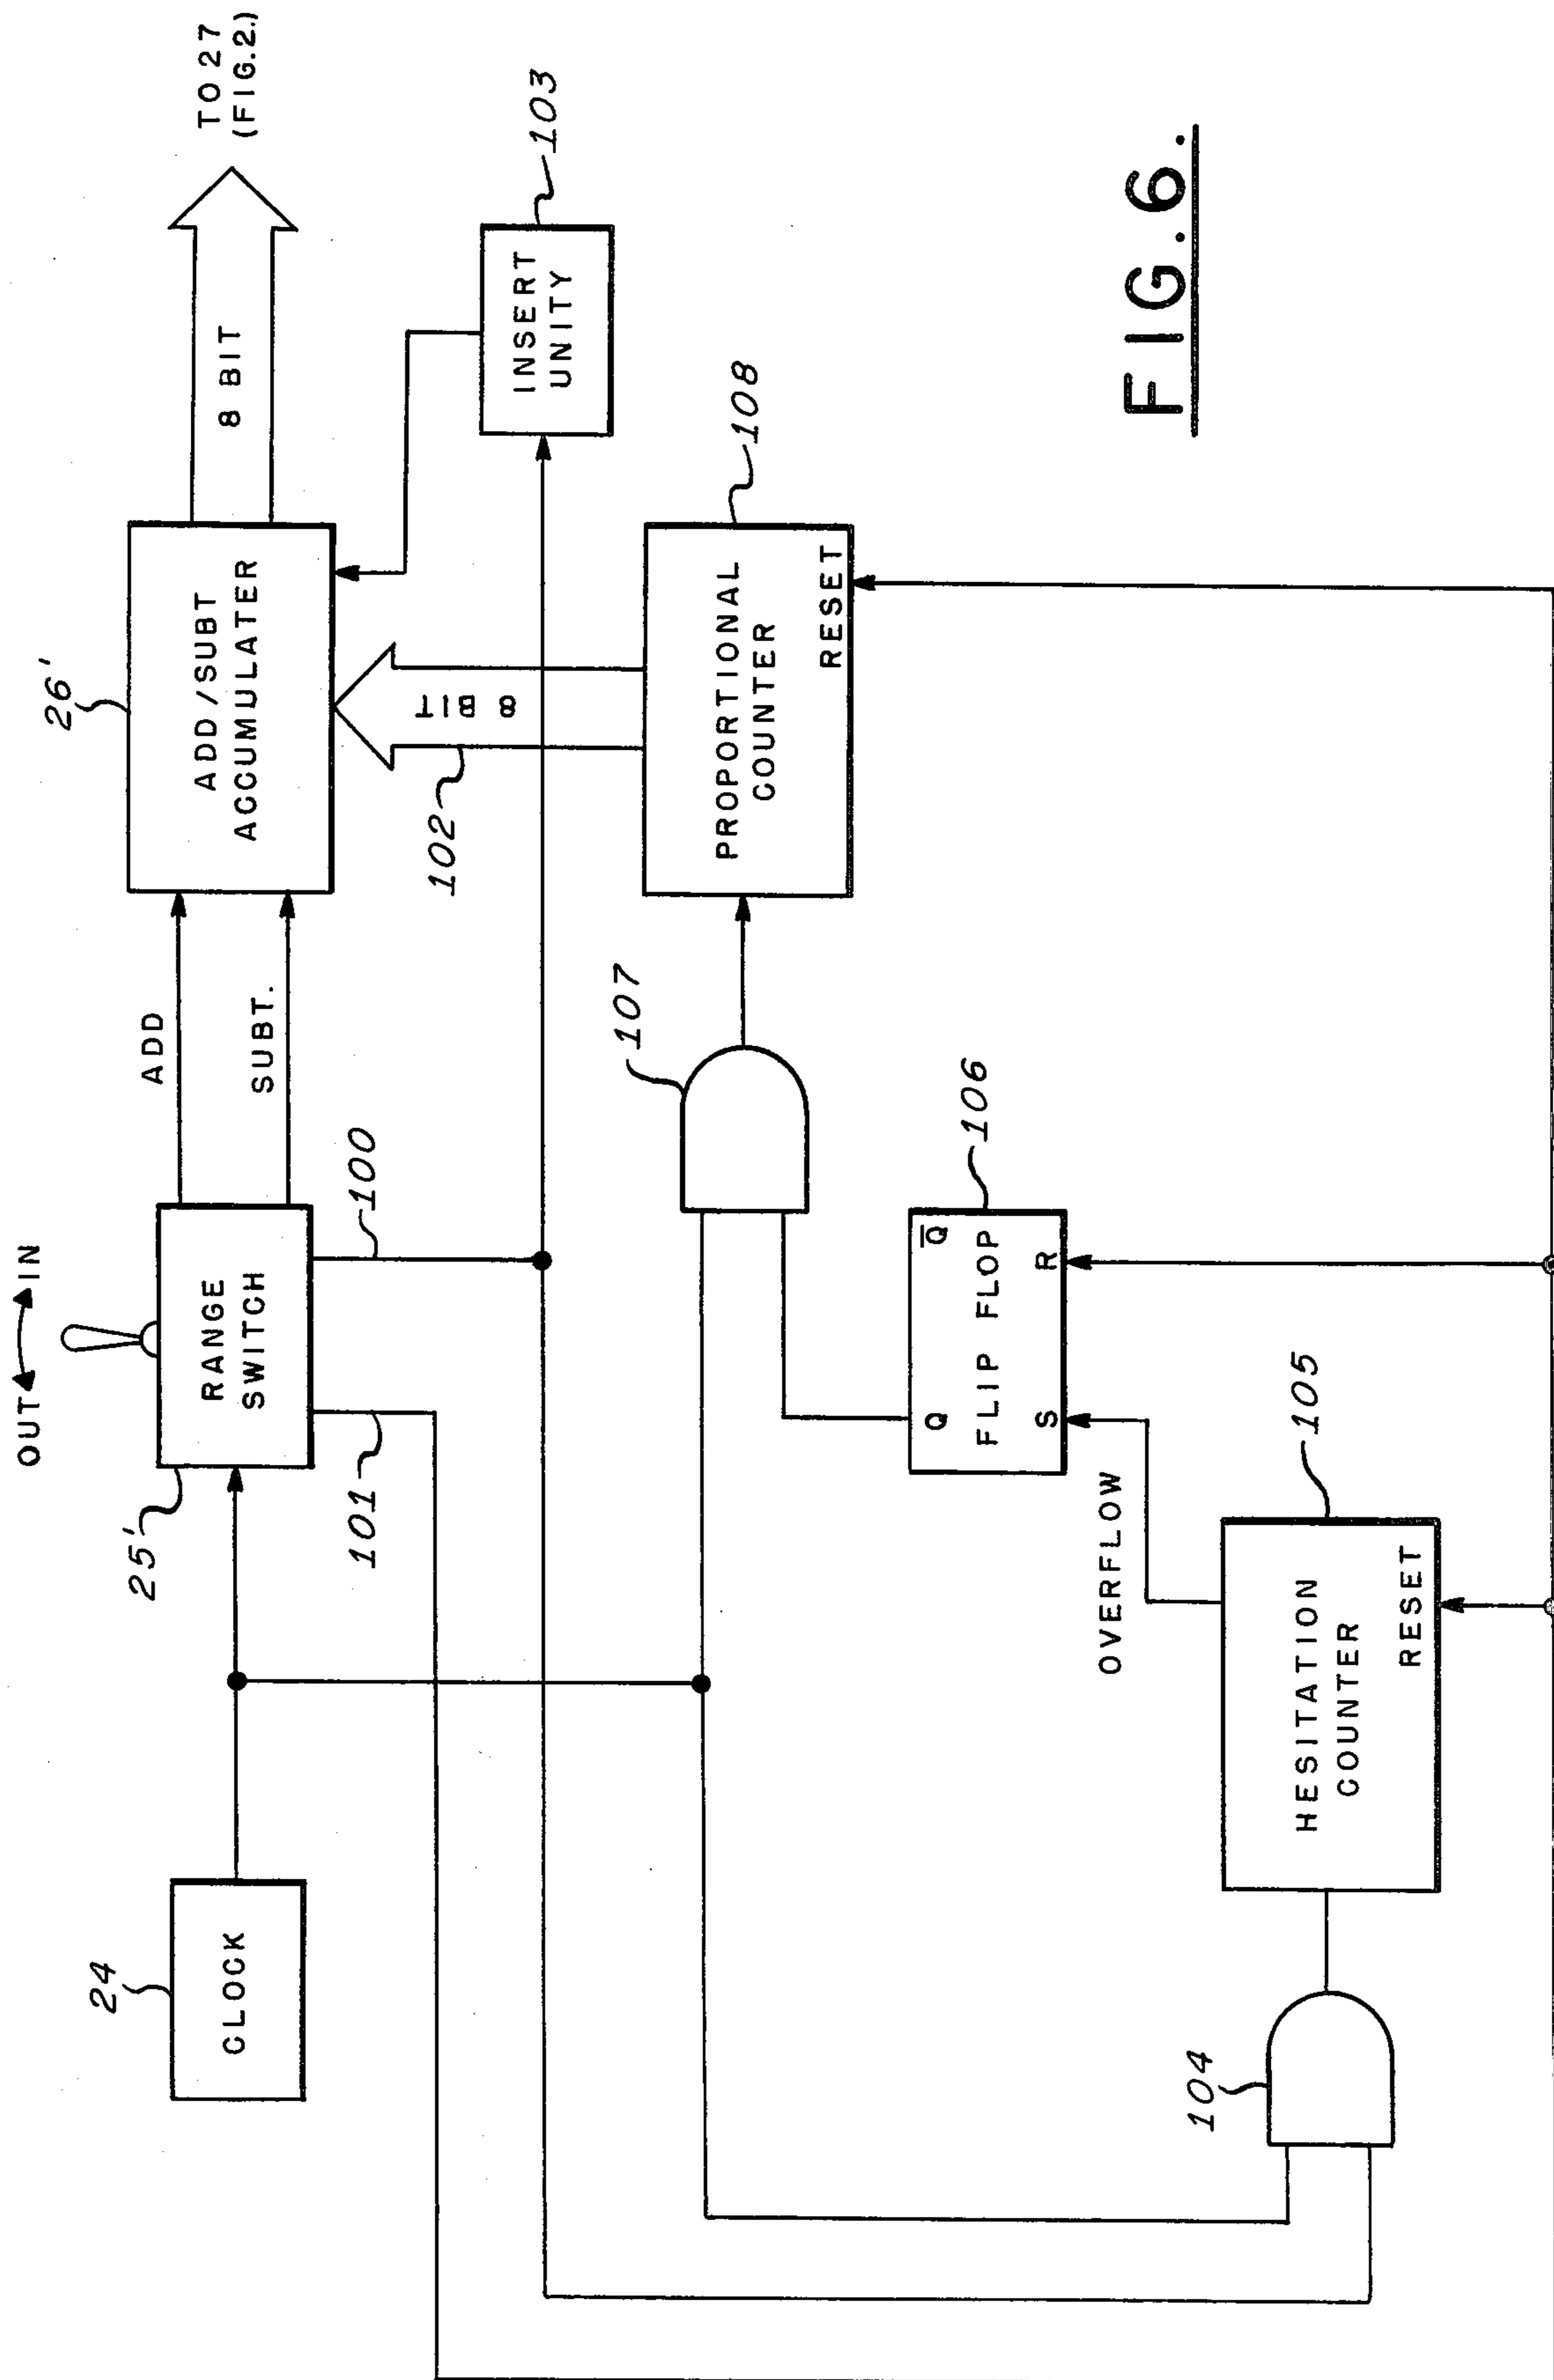 OUT IN
24
CLOCK
25'
RANGE
SWITCH
101
100
ADD
SUBT.
26'
ADD/SUBT
ACCUMULATER
8 BIT
TO 27
(FIG.2.)
102
8 BIT
INSERT
UNITY
103
107
PROPORTIONAL
COUNTER
RESET
108
Q Q̅
FLIP FLOP
S R
106
OVERFLOW
104
HESITATION
COUNTER
RESET
105
FIG.6.